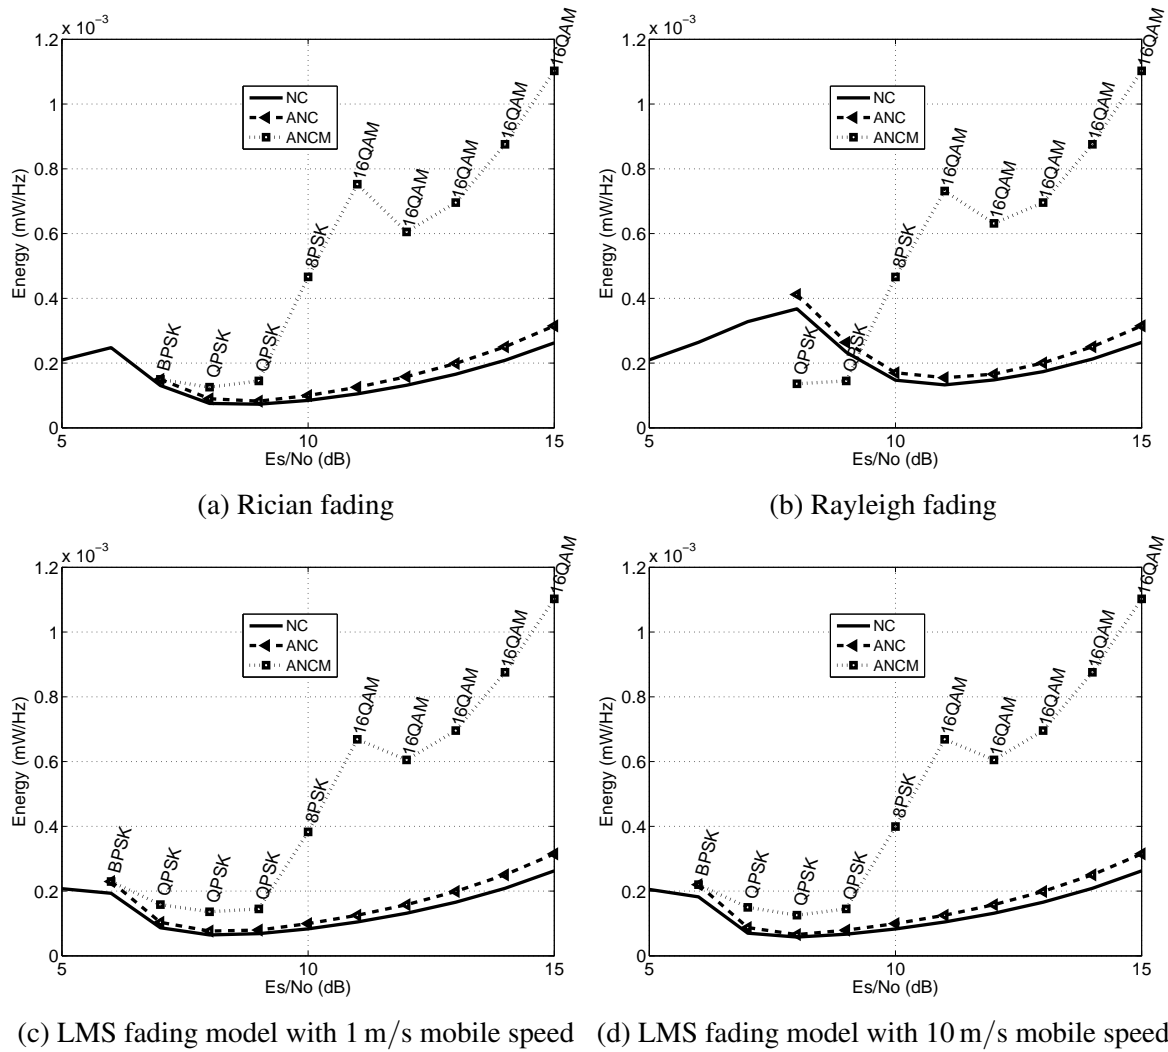 x 10⁻³
1.2
1
0.8
0.6
0.4
0.2
0
Energy (mW/Hz)
NC
ANC
ANCM
BPSK
QPSK
QPSK
8PSK
16QAM
16QAM
16QAM
16QAM
16QAM
5
10
15
Es/No (dB)
(a) Rician fading
x 10⁻³
1.2
1
0.8
0.6
0.4
0.2
0
Energy (mW/Hz)
NC
ANC
ANCM
QPSK
QPSK
8PSK
16QAM
16QAM
16QAM
16QAM
16QAM
5
10
15
Es/No (dB)
(b) Rayleigh fading
x 10⁻³
1.2
1
0.8
0.6
0.4
0.2
0
Energy (mW/Hz)
NC
ANC
ANCM
BPSK
QPSK
QPSK
QPSK
8PSK
16QAM
16QAM
16QAM
16QAM
16QAM
5
10
15
Es/No (dB)
(c) LMS fading model with 1 m/s mobile speed
x 10⁻³
1.2
1
0.8
0.6
0.4
0.2
0
Energy (mW/Hz)
NC
ANC
ANCM
BPSK
QPSK
QPSK
QPSK
8PSK
16QAM
16QAM
16QAM
16QAM
16QAM
5
10
15
Es/No (dB)
(d) LMS fading model with 10 m/s mobile speed